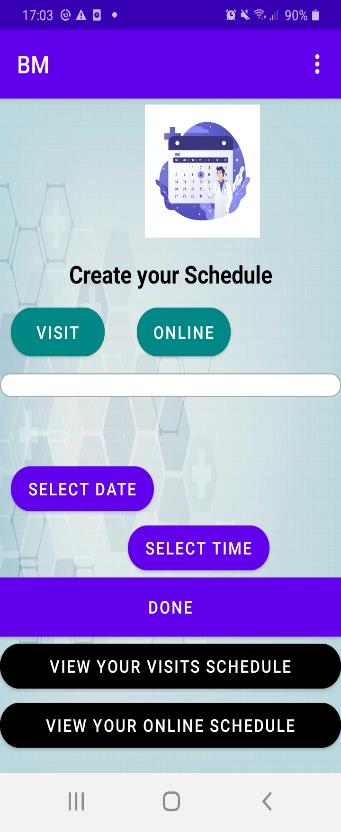 17:03 90%
BM
Create your Schedule
VISIT ONLINE
SELECT DATE
SELECT TIME
DONE
VIEW YOUR VISITS SCHEDULE
VIEW YOUR ONLINE SCHEDULE